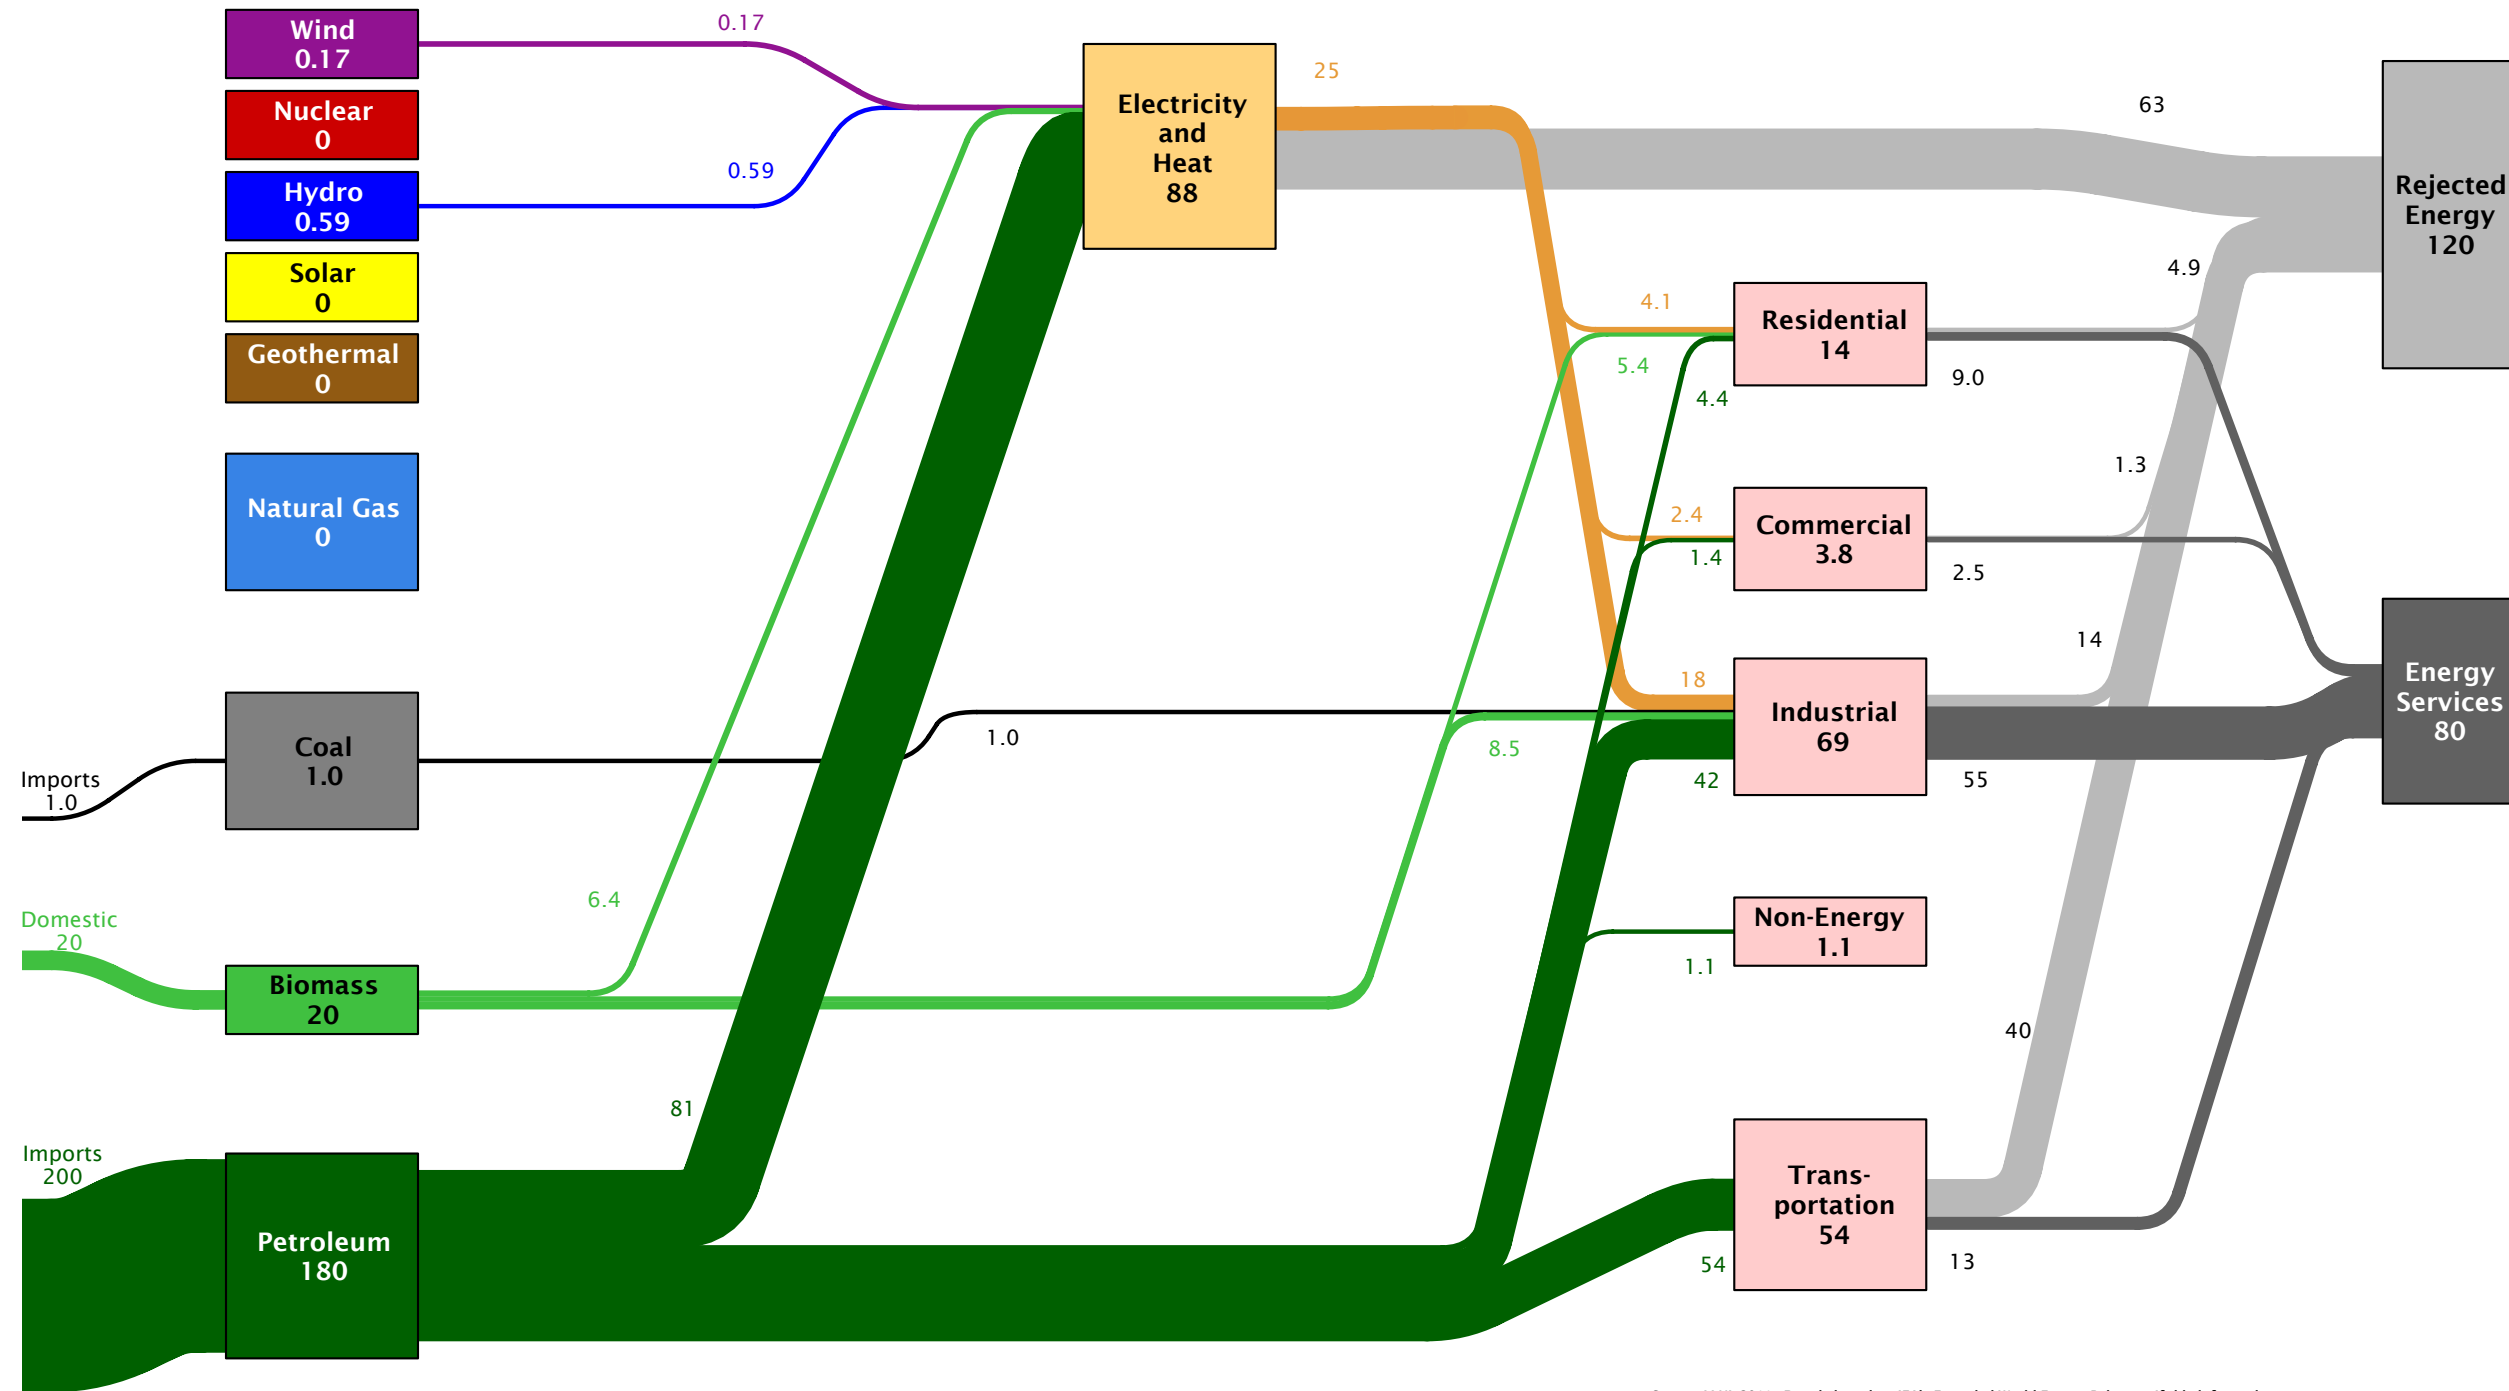 Wind
0.17
Nuclear
0
Hydro
0.59
Solar
0
Geothermal
0
Natural Gas
0
Coal
1.0
Imports
1.0
Domestic
20
Biomass
20
Imports
200
Petroleum
180
0.17
0.59
6.4
81
1.0
Electricity
and
Heat
88
25
63
4.1
5.4
4.4
Residential
14
4.9
9.0
2.4
1.4
Commercial
3.8
1.3
2.5
18
8.5
42
Industrial
69
14
55
Non-Energy
1.1
1.1
40
54
Trans-
portation
54
13
Rejected
Energy
120
Energy
Services
80